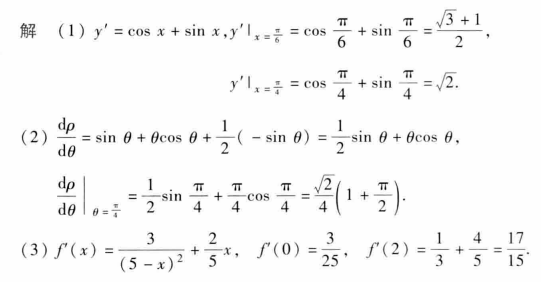 解 (1) y′ = cos x + sin x, y′|ₓ₌π/6 = cos π/6 + sin π/6 = (√3 + 1)/2,
y′|ₓ₌π/4 = cos π/4 + sin π/4 = √2.
(2) dρ/dθ = sin θ + θcos θ + 1/2(− sin θ) = 1/2 sin θ + θcos θ,
dρ/dθ|θ₌π/4 = 1/2 sin π/4 + π/4 cos π/4 = √2/4(1 + π/2).
(3) f′(x) = 3/(5 − x)² + 2/5 x, f′(0) = 3/25, f′(2) = 1/3 + 4/5 = 17/15.